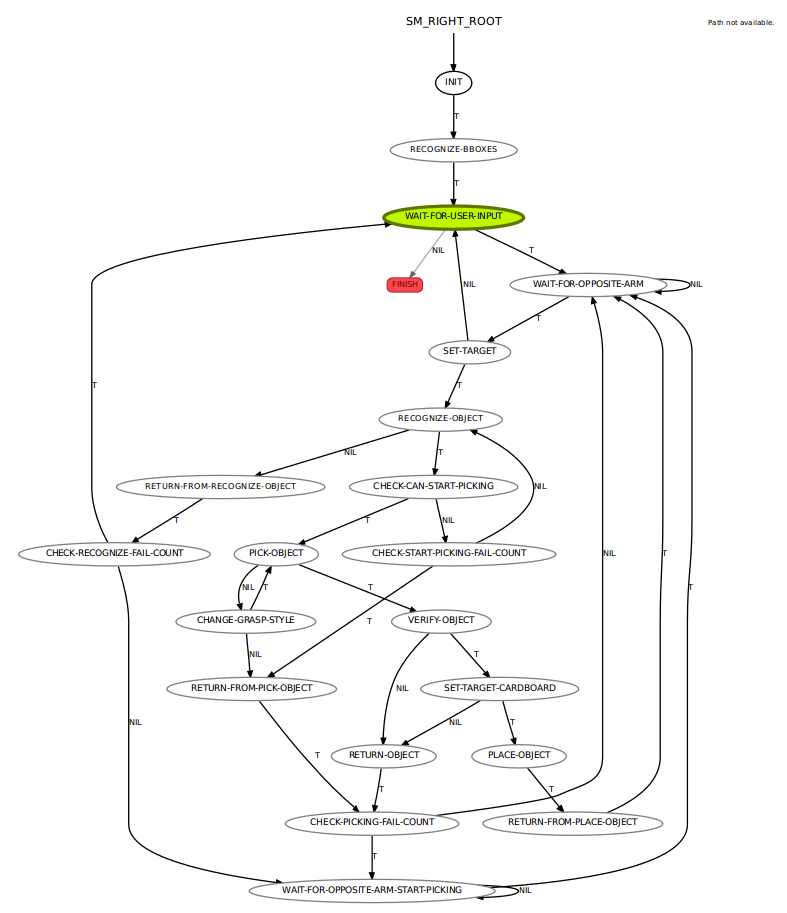 SM_RIGHT_ROOT
Path not available.
INIT
T
RECOGNIZE-BBOXES
T
WAIT-FOR-USER-INPUT
NIL
T
FINISH
NIL
WAIT-FOR-OPPOSITE-ARM
NIL
T
SET-TARGET
T
T
RECOGNIZE-OBJECT
NIL
T
RETURN-FROM-RECOGNIZE-OBJECT
CHECK-CAN-START-PICKING
NIL
T
T
NIL
CHECK-RECOGNIZE-FAIL-COUNT
PICK-OBJECT
CHECK-START-PICKING-FAIL-COUNT
NIL
T
NIL
T
T
T
CHANGE-GRASP-STYLE
T
VERIFY-OBJECT
NIL
T
RETURN-FROM-PICK-OBJECT
NIL
SET-TARGET-CARDBOARD
NIL
NIL
T
T
RETURN-OBJECT
PLACE-OBJECT
T
T
CHECK-PICKING-FAIL-COUNT
RETURN-FROM-PLACE-OBJECT
T
WAIT-FOR-OPPOSITE-ARM-START-PICKING
NIL